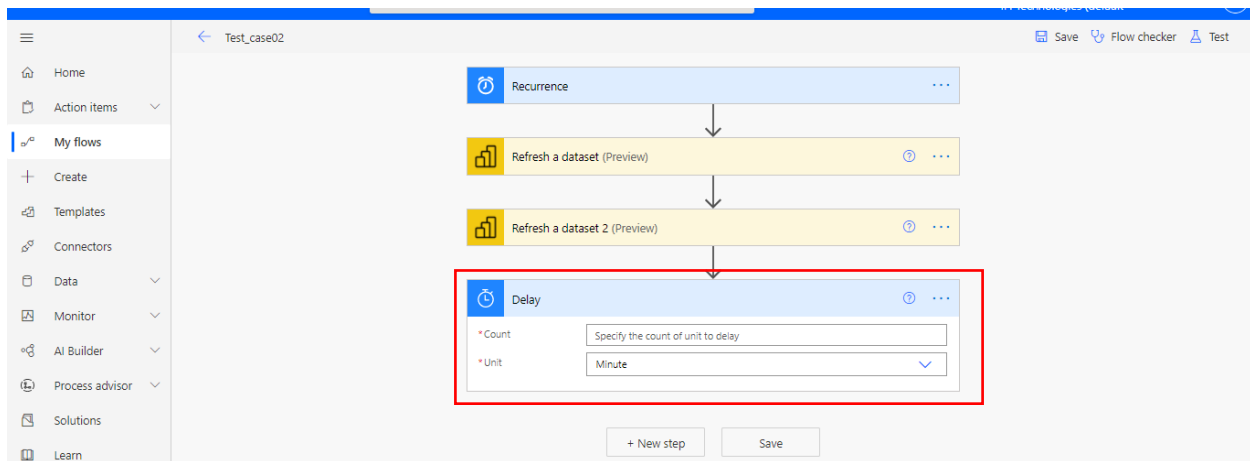 Test_case02
Save Flow checker Test
Home
Action items
My flows
Create
Templates
Connectors
Data
Monitor
AI Builder
Process advisor
Solutions
Learn
Recurrence
Refresh a dataset (Preview)
Refresh a dataset 2 (Preview)
Delay
*Count Specify the count of unit to delay
*Unit Minute
+ New step Save